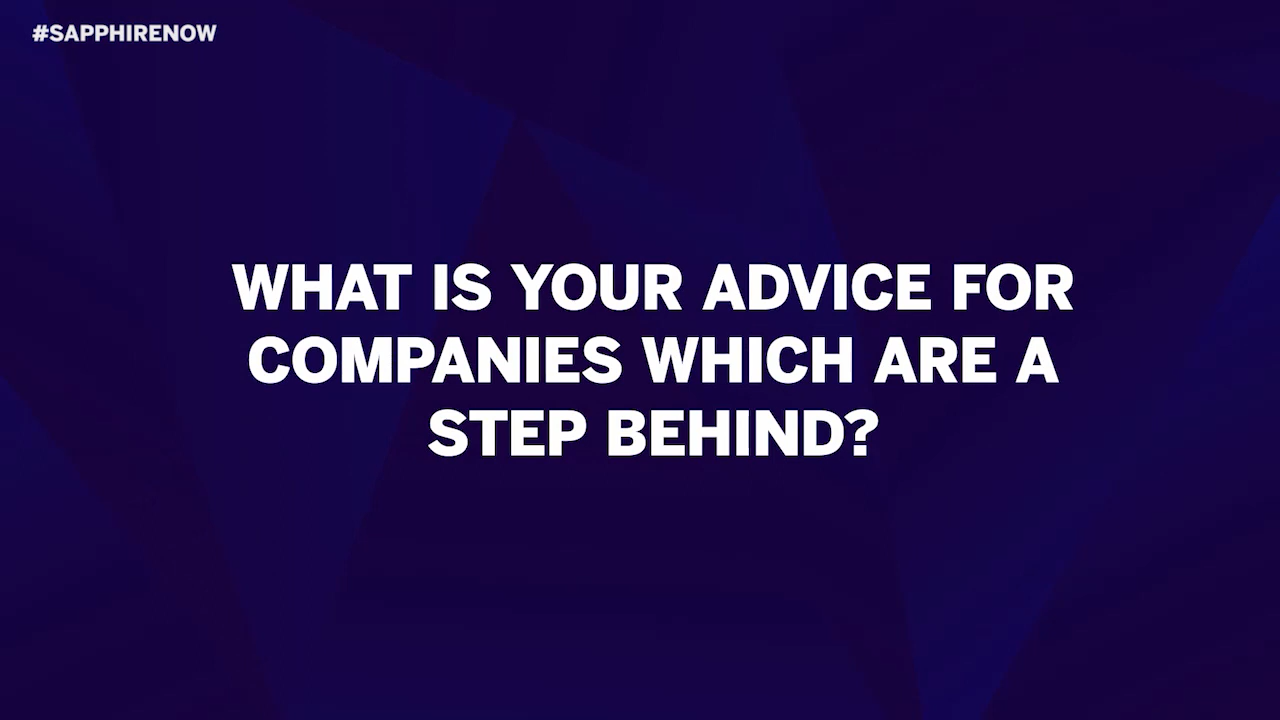 #SAPPHIRENOW
WHAT IS YOUR ADVICE FOR
COMPANIES WHICH ARE A
STEP BEHIND?